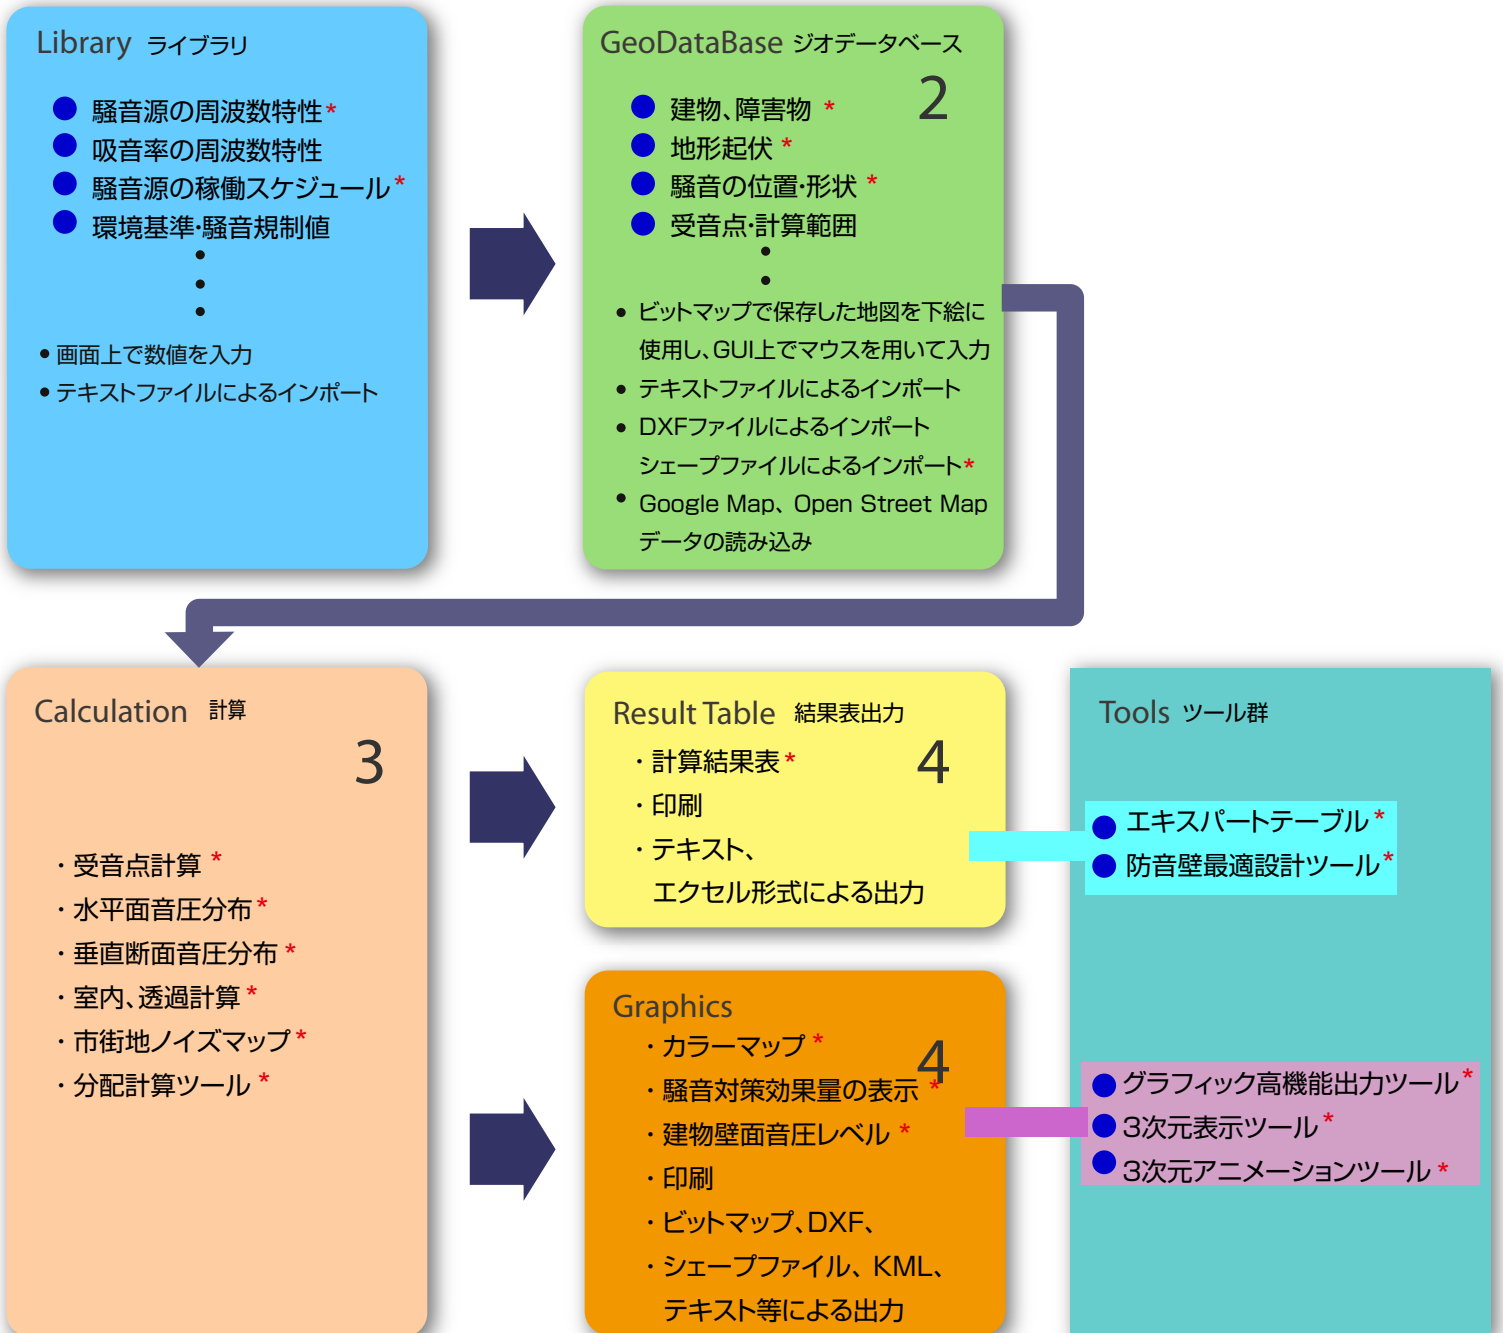 Library ライブラリ
● 騒音源の周波数特性*
● 吸音率の周波数特性
● 騒音源の稼働スケジュール*
● 環境基準・騒音規制値
•
•
•
• 画面上で数値を入力
• テキストファイルによるインポート
GeoDataBase ジオデータベース
2
● 建物、障害物 *
● 地形起伏 *
● 騒音の位置・形状 *
● 受音点・計算範囲
•
•
• ビットマップで保存した地図を下絵に
使用し、GUI上でマウスを用いて入力
• テキストファイルによるインポート
• DXFファイルによるインポート
シェープファイルによるインポート*
• Google Map、Open Street Map
データの読み込み
Calculation 計算
3
・受音点計算 *
・水平面音圧分布 *
・垂直断面音圧分布 *
・室内、透過計算 *
・市街地ノイズマップ *
・分配計算ツール *
Result Table 結果表出力
4
・計算結果表 *
・印刷
・テキスト、
エクセル形式による出力
Graphics
4
・カラーマップ *
・騒音対策効果量の表示 *
・建物壁面音圧レベル *
・印刷
・ビットマップ、DXF、
・シェープファイル、KML、
テキスト等による出力
Tools ツール群
● エキスパートテーブル *
● 防音壁最適設計ツール *
● グラフィック高機能出力ツール *
● 3次元表示ツール *
● 3次元アニメーションツール *